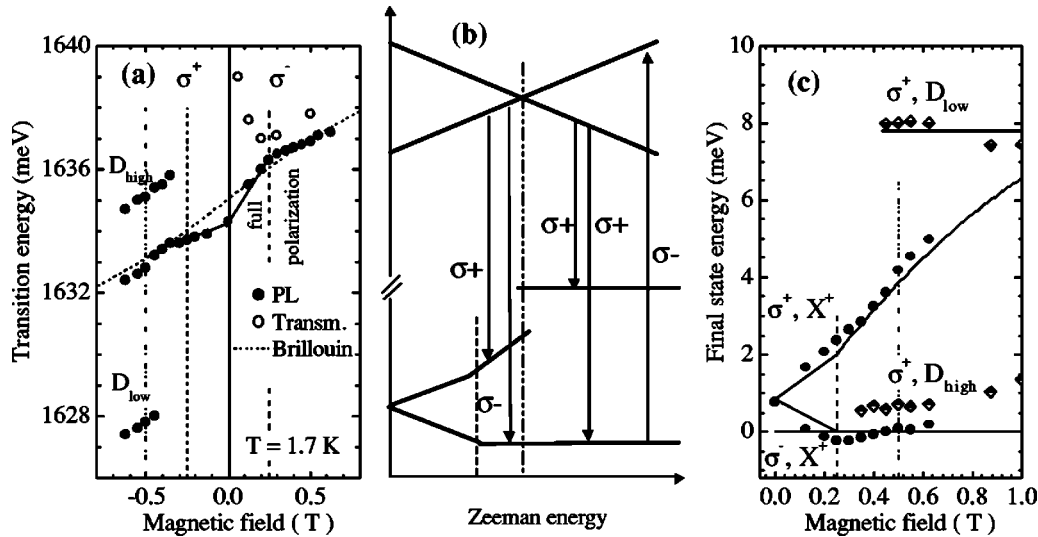 (a)
σ⁺
σ⁻
D_high
D_low
full
polarization
PL
Transm.
Brillouin
T = 1.7 K
Transition energy (meV)
1640
1636
1632
1628
-0.5
0.0
0.5
Magnetic field ( T )
(b)
σ+
σ-
σ+
σ+
σ-
Zeeman energy
(c)
σ⁺, D_low
σ⁺, X⁺
σ⁺, D_high
σ⁻, X⁺
Final state energy (meV)
10
8
6
4
2
0
0.0
0.2
0.4
0.6
0.8
1.0
Magnetic field ( T )